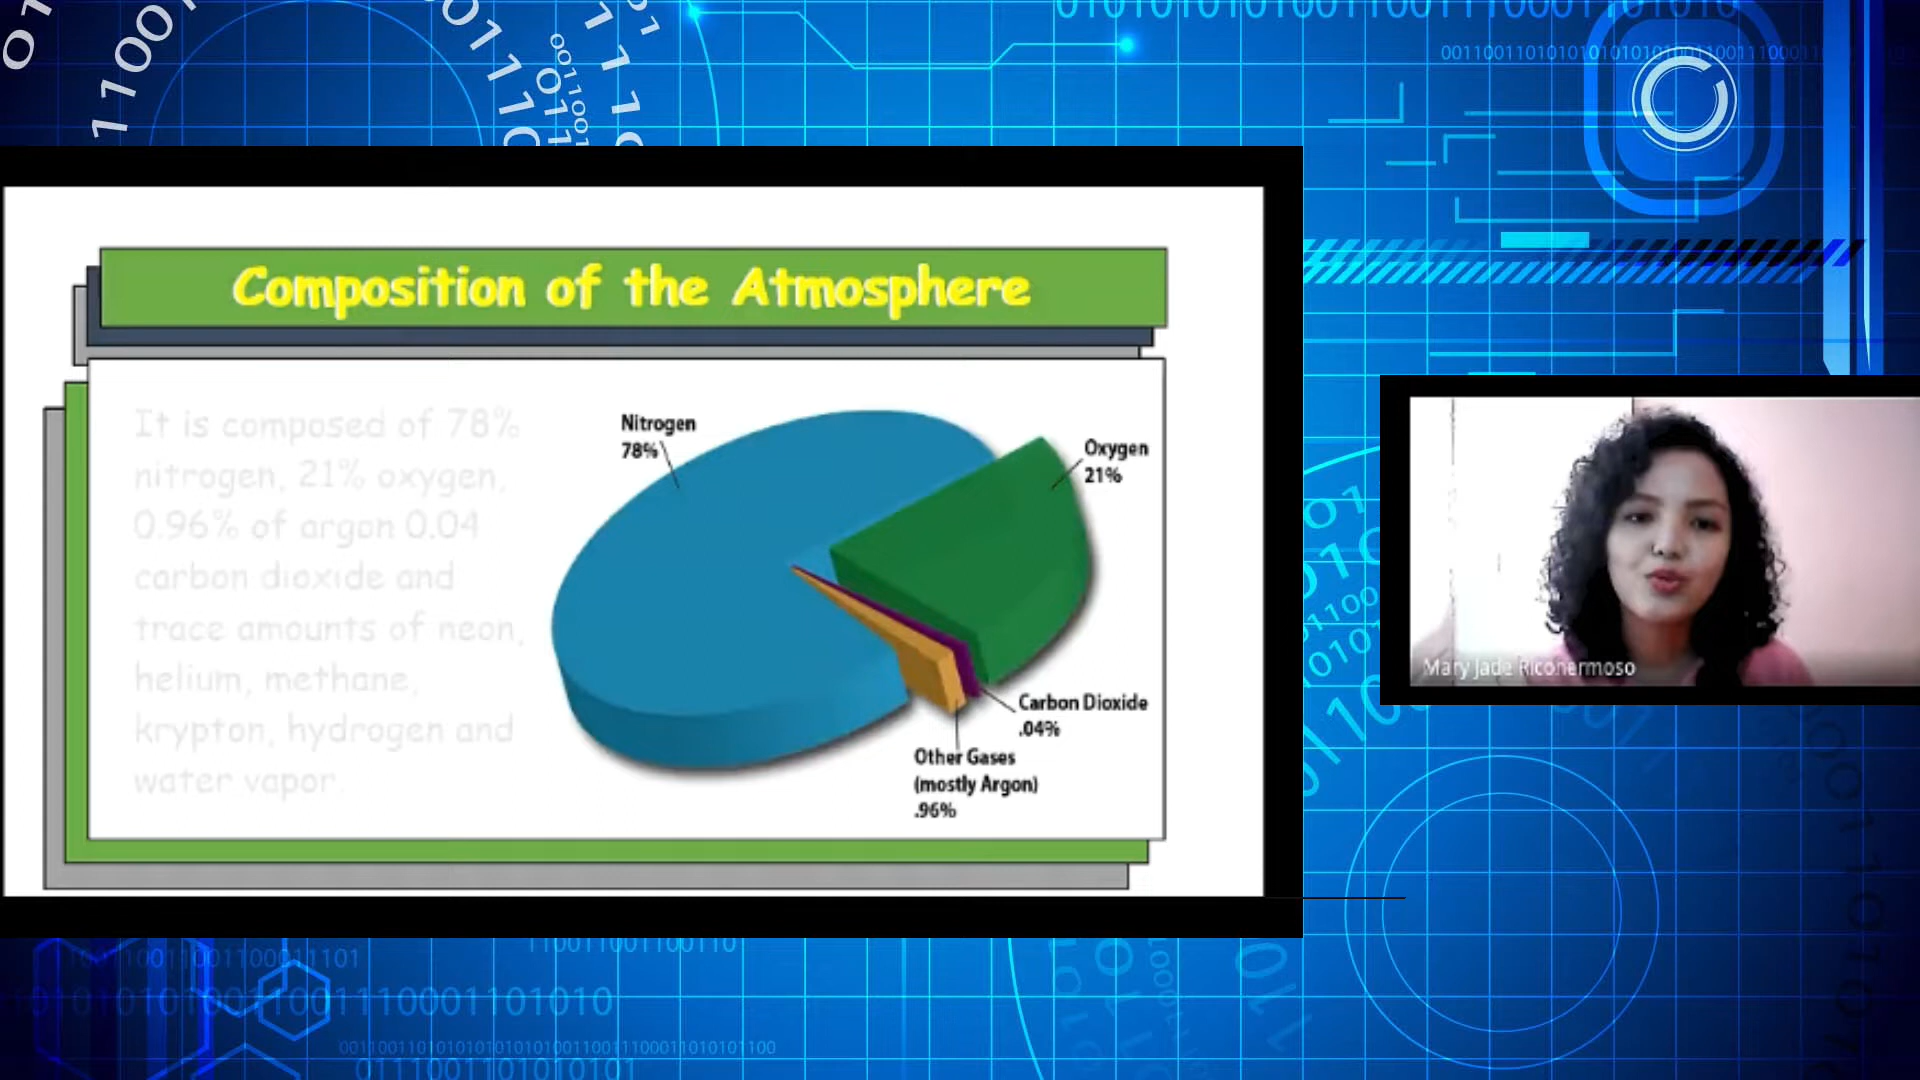 Composition of the Atmosphere
It is composed of 78%
nitrogen, 21% oxygen,
0.96% of argon 0.04
carbon dioxide and
trace amounts of neon,
helium, methane,
krypton, hydrogen and
water vapor.
Nitrogen
78%
Oxygen
21%
Carbon Dioxide
.04%
Other Gases
(mostly Argon)
.96%
Mary Jade Riconermoso